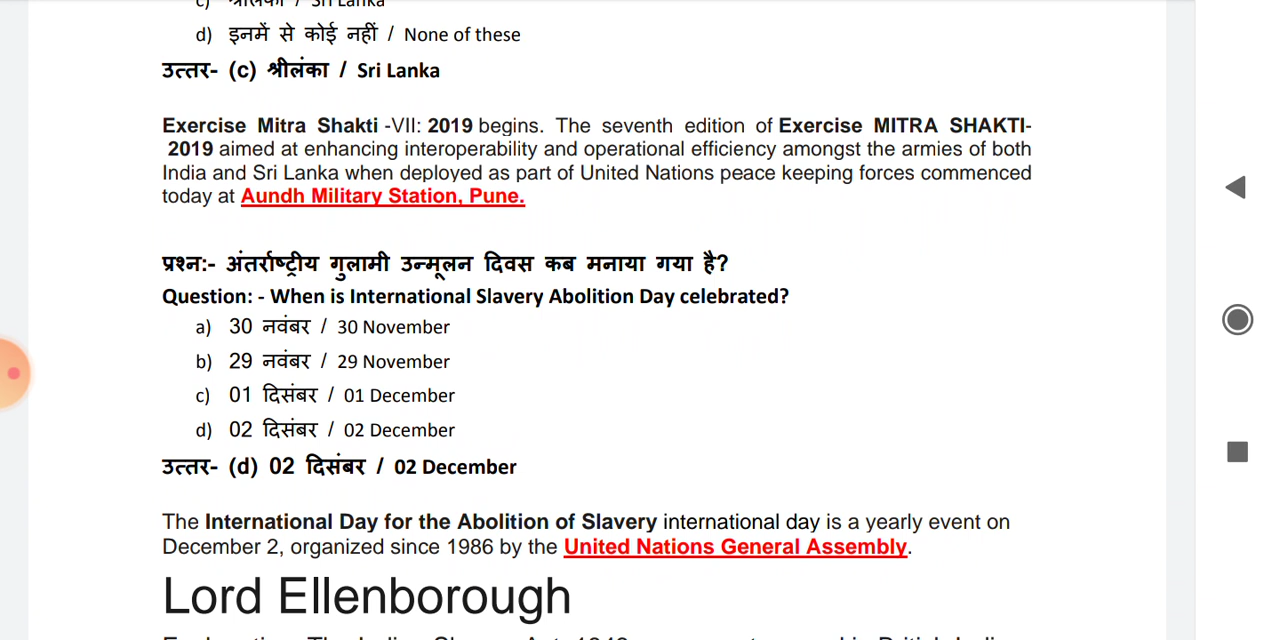 c) श्रीलंका / Sri Lanka
d) इनमें से कोई नहीं / None of these
उत्तर- (c) श्रीलंका / Sri Lanka
Exercise Mitra Shakti -VII: 2019 begins. The seventh edition of Exercise MITRA SHAKTI-
2019 aimed at enhancing interoperability and operational efficiency amongst the armies of both
India and Sri Lanka when deployed as part of United Nations peace keeping forces commenced
today at Aundh Military Station, Pune.
प्रश्न:- अंतर्राष्ट्रीय गुलामी उन्मूलन दिवस कब मनाया गया है?
Question: - When is International Slavery Abolition Day celebrated?
a) 30 नवंबर / 30 November
b) 29 नवंबर / 29 November
c) 01 दिसंबर / 01 December
d) 02 दिसंबर / 02 December
उत्तर- (d) 02 दिसंबर / 02 December
The International Day for the Abolition of Slavery international day is a yearly event on
December 2, organized since 1986 by the United Nations General Assembly.
Lord Ellenborough